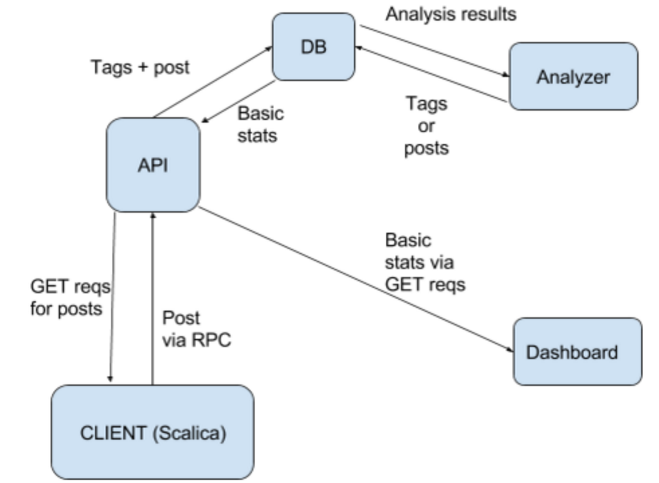 Analysis results
DB
Tags + post
Analyzer
Basic
stats
Tags
or
posts
API
Basic
stats via
GET reqs
GET reqs
for posts
Post
via RPC
Dashboard
CLIENT (Scalica)